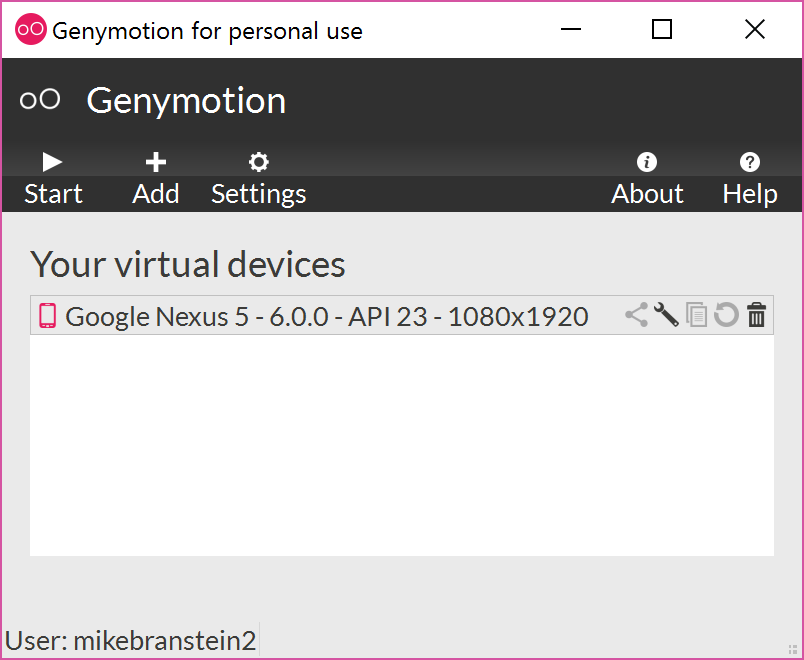 Genymotion for personal use
Genymotion
Start Add Settings About Help
Your virtual devices
Google Nexus 5 - 6.0.0 - API 23 - 1080x1920
User: mikebranstein2